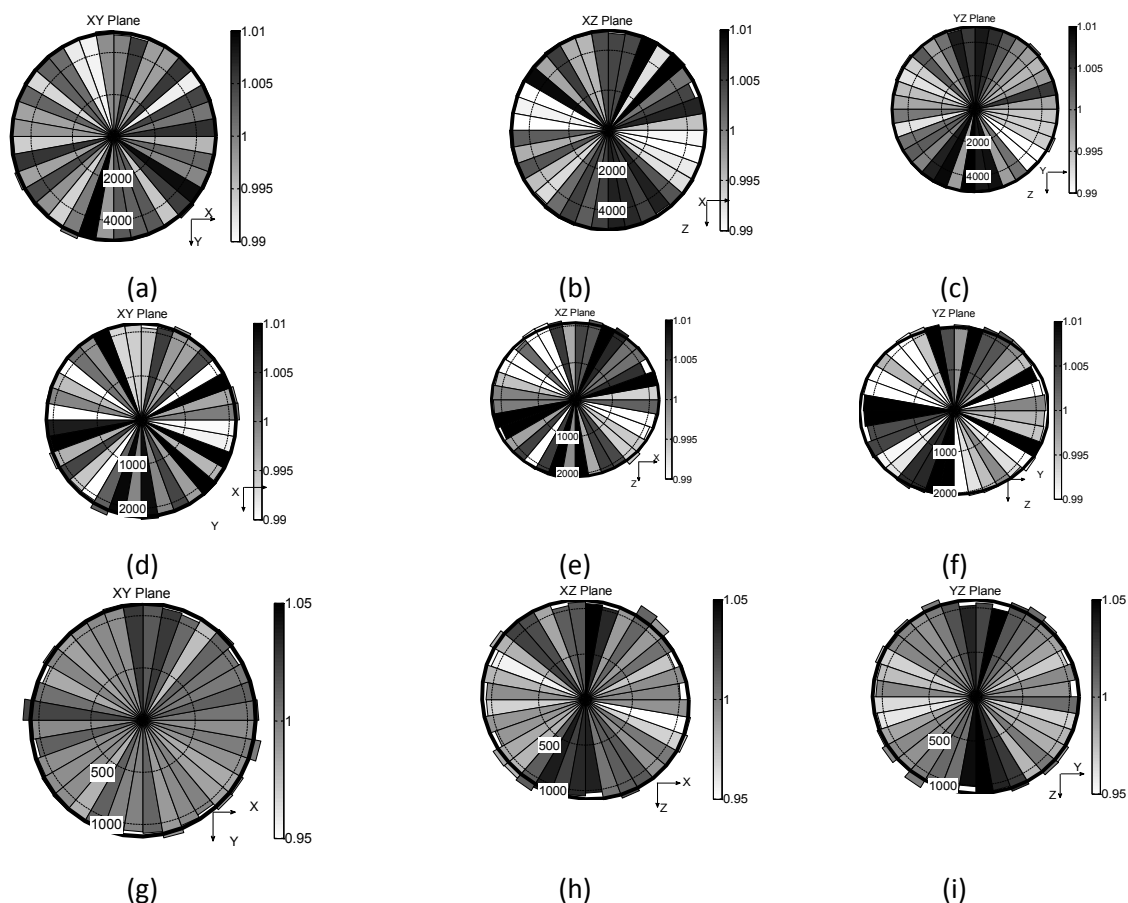 XY Plane
1.01
1.005
1
0.995
0.99
2000
4000
X
Y
(a)
XZ Plane
1.01
1.005
1
0.995
0.99
2000
4000
X
Z
(b)
YZ Plane
1.01
1.005
1
0.995
0.99
2000
4000
Y
Z
(c)
XY Plane
1.01
1.005
1
0.995
0.99
1000
2000
X
Y
(d)
XZ Plane
1.01
1.005
1
0.995
0.99
1000
2000
X
Z
(e)
YZ Plane
1.01
1.005
1
0.995
0.99
1000
2000
Y
Z
(f)
XY Plane
1.05
1
0.95
500
1000
X
Y
(g)
XZ Plane
1.05
1
0.95
500
1000
X
Z
(h)
YZ Plane
1.05
1
0.95
500
1000
Y
Z
(i)